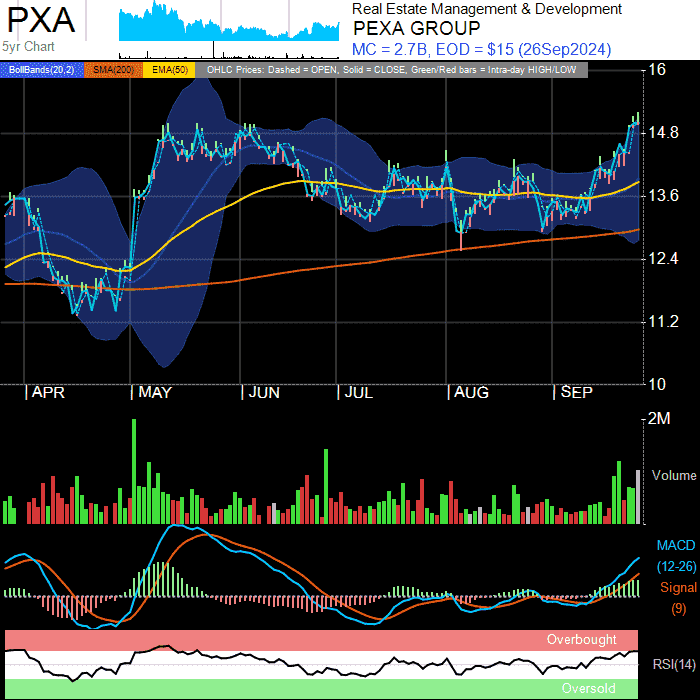 PXA
5yr Chart
Real Estate Management & Development
PEXA GROUP
MC = 2.7B, EOD = $15 (26Sep2024)
BollBands(20,2) SMA(200) EMA(50) OHLC Prices: Dashed = OPEN, Solid = CLOSE, Green/Red bars = Intra-day HIGH/LOW
16
14.8
13.6
12.4
11.2
10
APR MAY JUN JUL AUG SEP
2M
Volume
MACD
(12-26)
Signal
(9)
Overbought
RSI(14)
Oversold